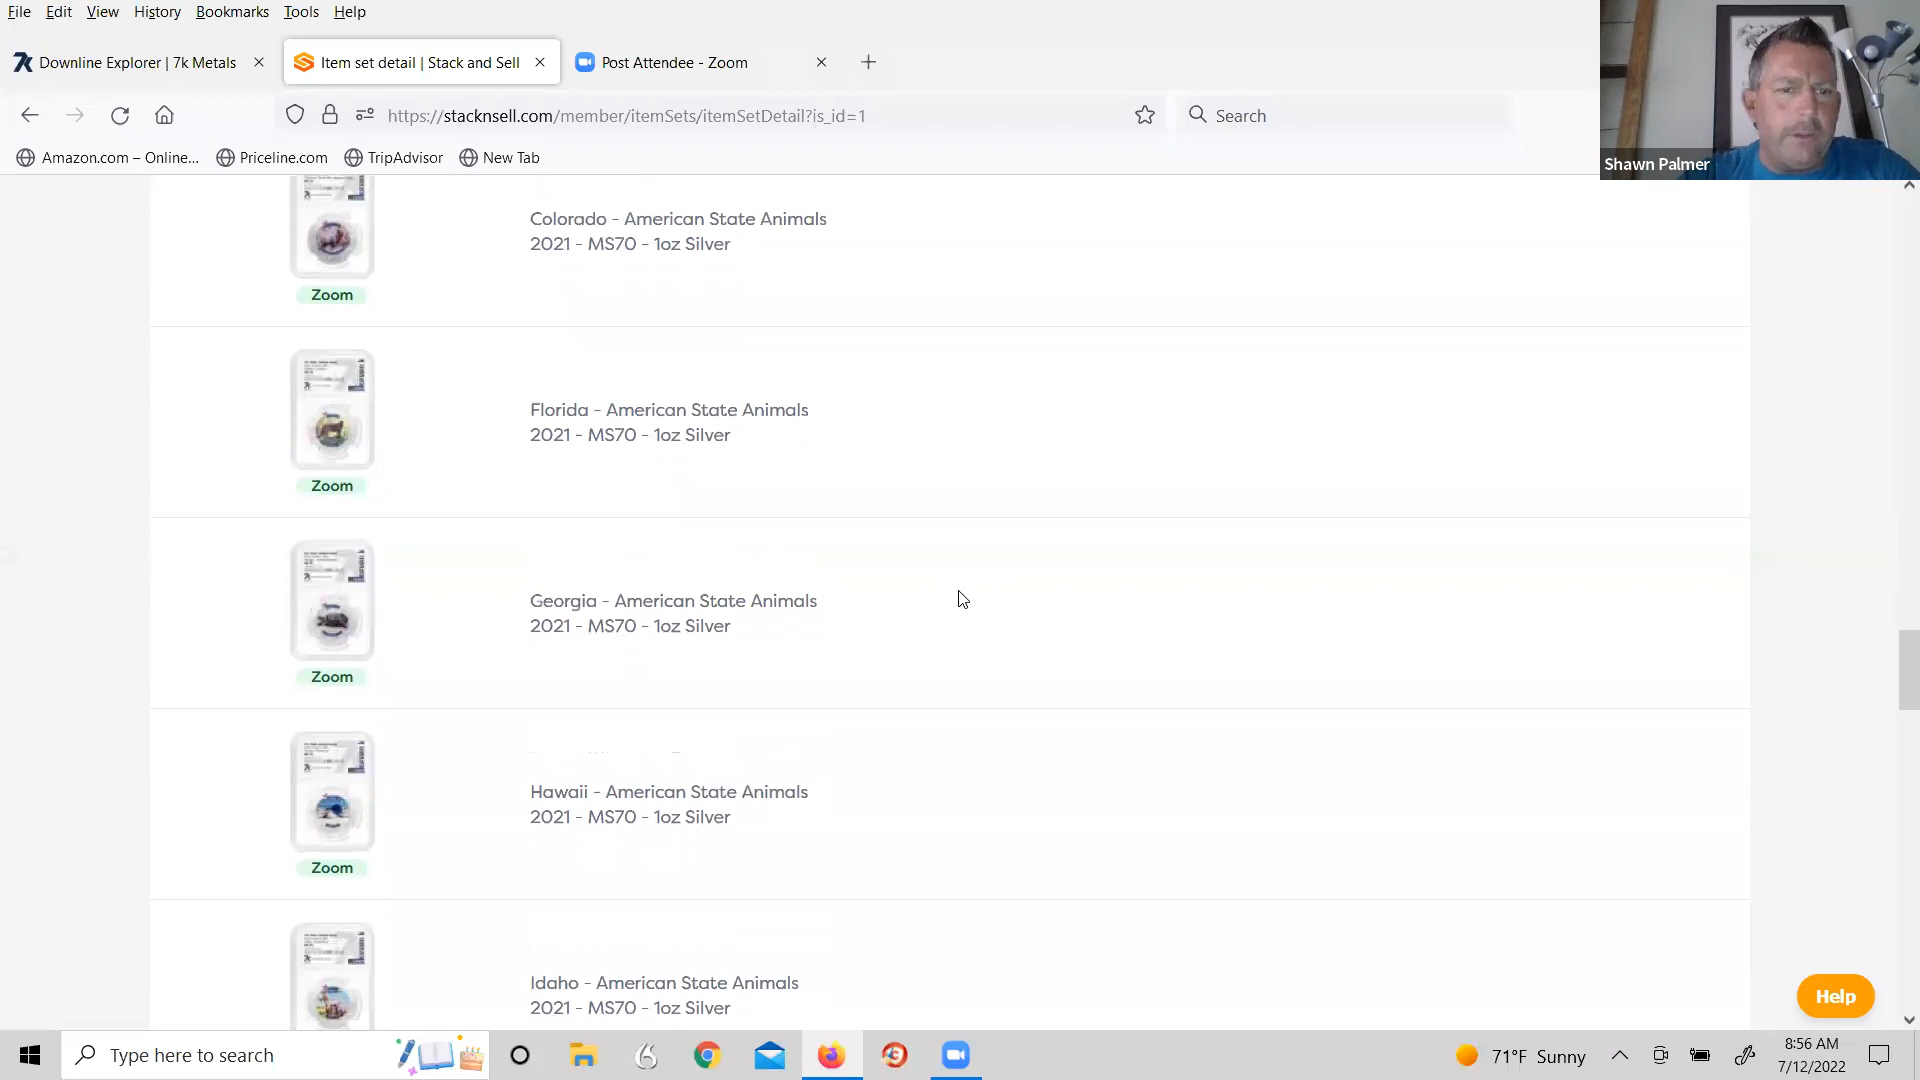 File Edit View History Bookmarks Tools Help
Downline Explorer | 7k Metals
Item set detail | Stack and Sell
Post Attendee - Zoom
https://stacknsell.com/member/itemSets/itemSetDetail?is_id=1
Search
Amazon.com – Online...
Priceline.com
TripAdvisor
New Tab
Shawn Palmer
Colorado - American State Animals
2021 - MS70 - 1oz Silver
Zoom
Florida - American State Animals
2021 - MS70 - 1oz Silver
Zoom
Georgia - American State Animals
2021 - MS70 - 1oz Silver
Zoom
Hawaii - American State Animals
2021 - MS70 - 1oz Silver
Zoom
Idaho - American State Animals
2021 - MS70 - 1oz Silver
Help
Type here to search
71°F Sunny
8:56 AM
7/12/2022